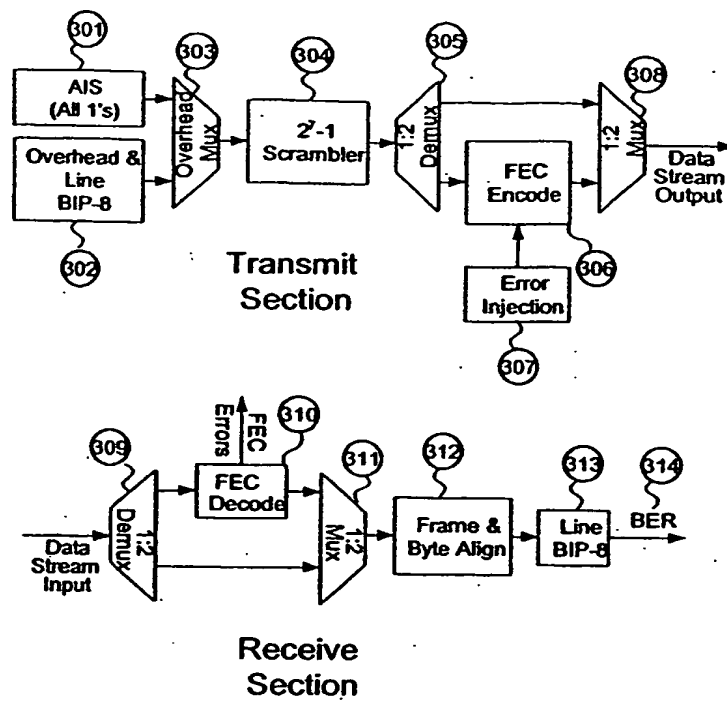 301
AIS
(All 1's)
Overhead &
Line
BIP-8
302
303
Overhead
Mux
304
2⁷-1
Scrambler
305
1:2
Demux
FEC
Encode
306
Error
Injection
307
308
1:2
Mux
Data
Stream
Output
Transmit
Section
309
Data
Stream
Input
Demux
1:2
FEC
Errors
310
FEC
Decode
311
1:2
Mux
312
Frame &
Byte Align
313
Line
BIP-8
314
BER
Receive
Section